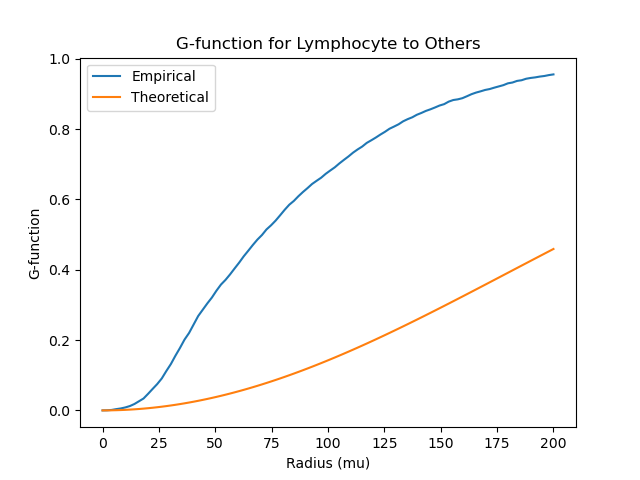 G-function for Lymphocyte to Others
Empirical
Theoretical
G-function
1.0
0.8
0.6
0.4
0.2
0.0
0 25 50 75 100 125 150 175 200
Radius (mu)